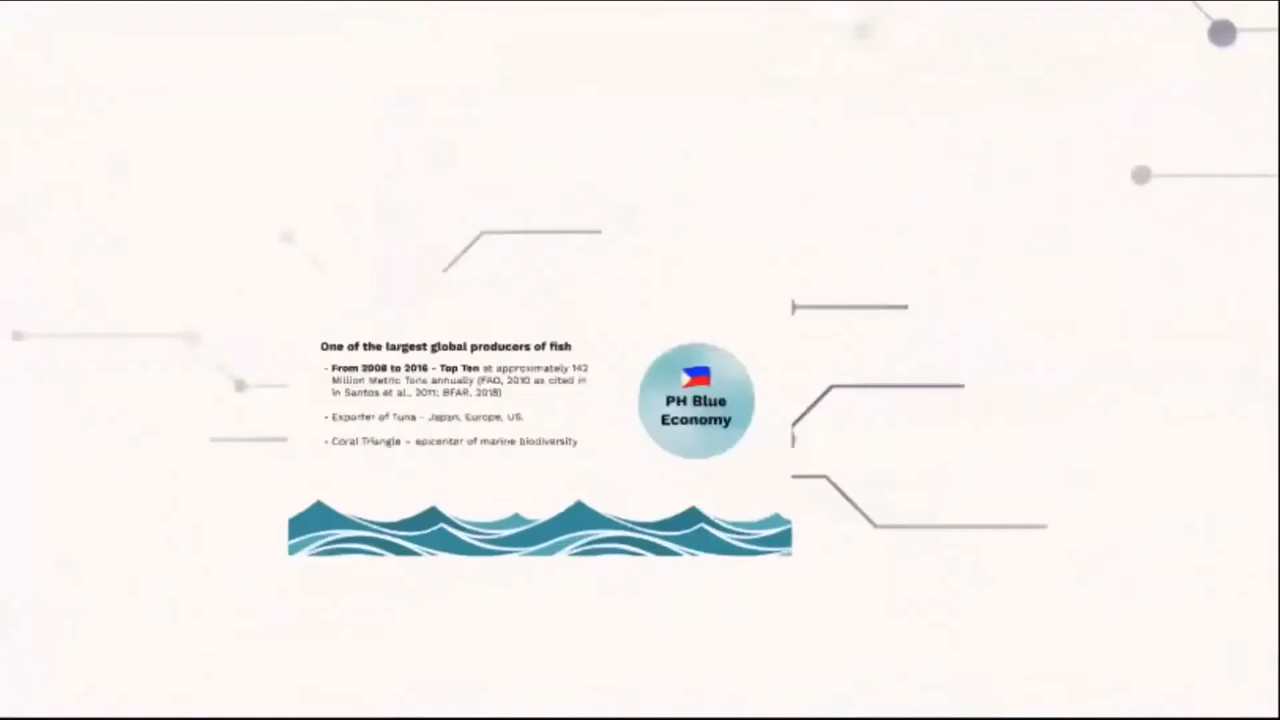 One of the largest global producers of fish
- From 2008 to 2016 - Top Ten at approximately 142
Million Metric Tons annually (FAO, 2010 as cited in
in Santos et al., 2011; BFAR, 2018)
- Exporter of Tuna - Japan, Europe, US.
- Coral Triangle - epicenter of marine biodiversity
PH Blue
Economy